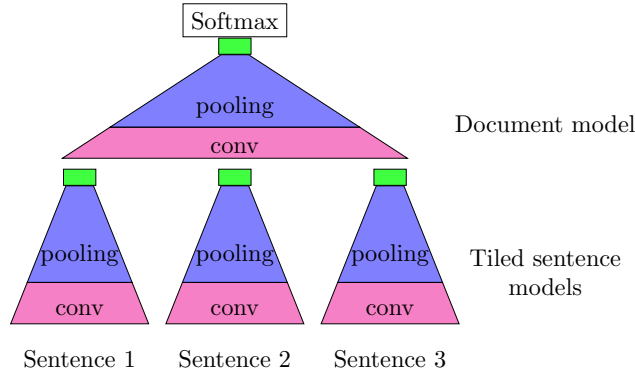 Softmax
pooling
conv
Document model
pooling
pooling
pooling
conv
conv
conv
Tiled sentence
models
Sentence 1
Sentence 2
Sentence 3